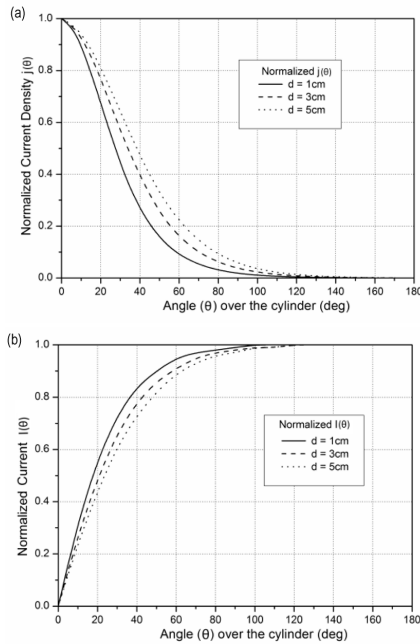 (a)
1.0
0.8
0.6
0.4
0.2
0.0
Normalized Current Density j(θ)
Normalized j(θ)
d = 1cm
d = 3cm
d = 5cm
0 20 40 60 80 100 120 140 160 180
Angle (θ) over the cylinder (deg)
(b)
1.0
0.8
0.6
0.4
0.2
0.0
Normalized Current I(θ)
Normalized I(θ)
d = 1cm
d = 3cm
d = 5cm
0 20 40 60 80 100 120 140 160 180
Angle (θ) over the cylinder (deg)